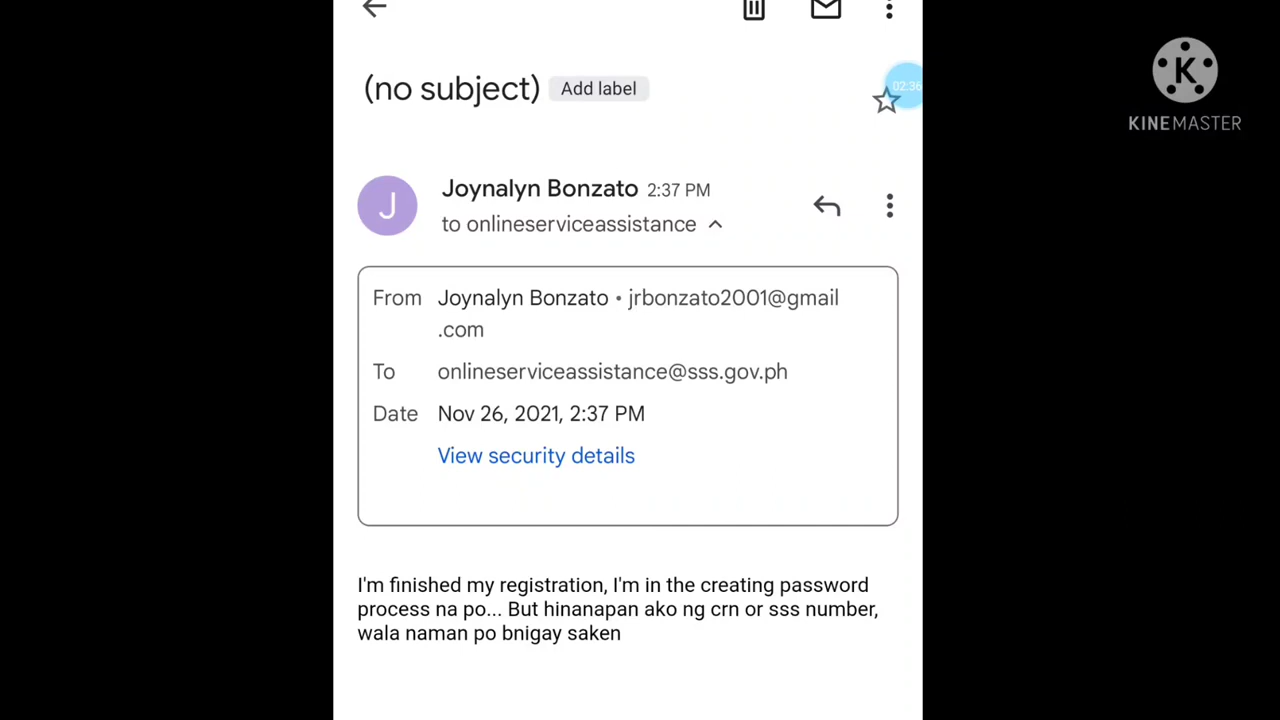 (no subject) Add label
02:36
KINEMASTER
K
J
Joynalyn Bonzato 2:37 PM
to onlineserviceassistance
From Joynalyn Bonzato • jrbonzato2001@gmail
.com
To onlineserviceassistance@sss.gov.ph
Date Nov 26, 2021, 2:37 PM
View security details
I'm finished my registration, I'm in the creating password
process na po... But hinanapan ako ng crn or sss number,
wala naman po bnigay saken